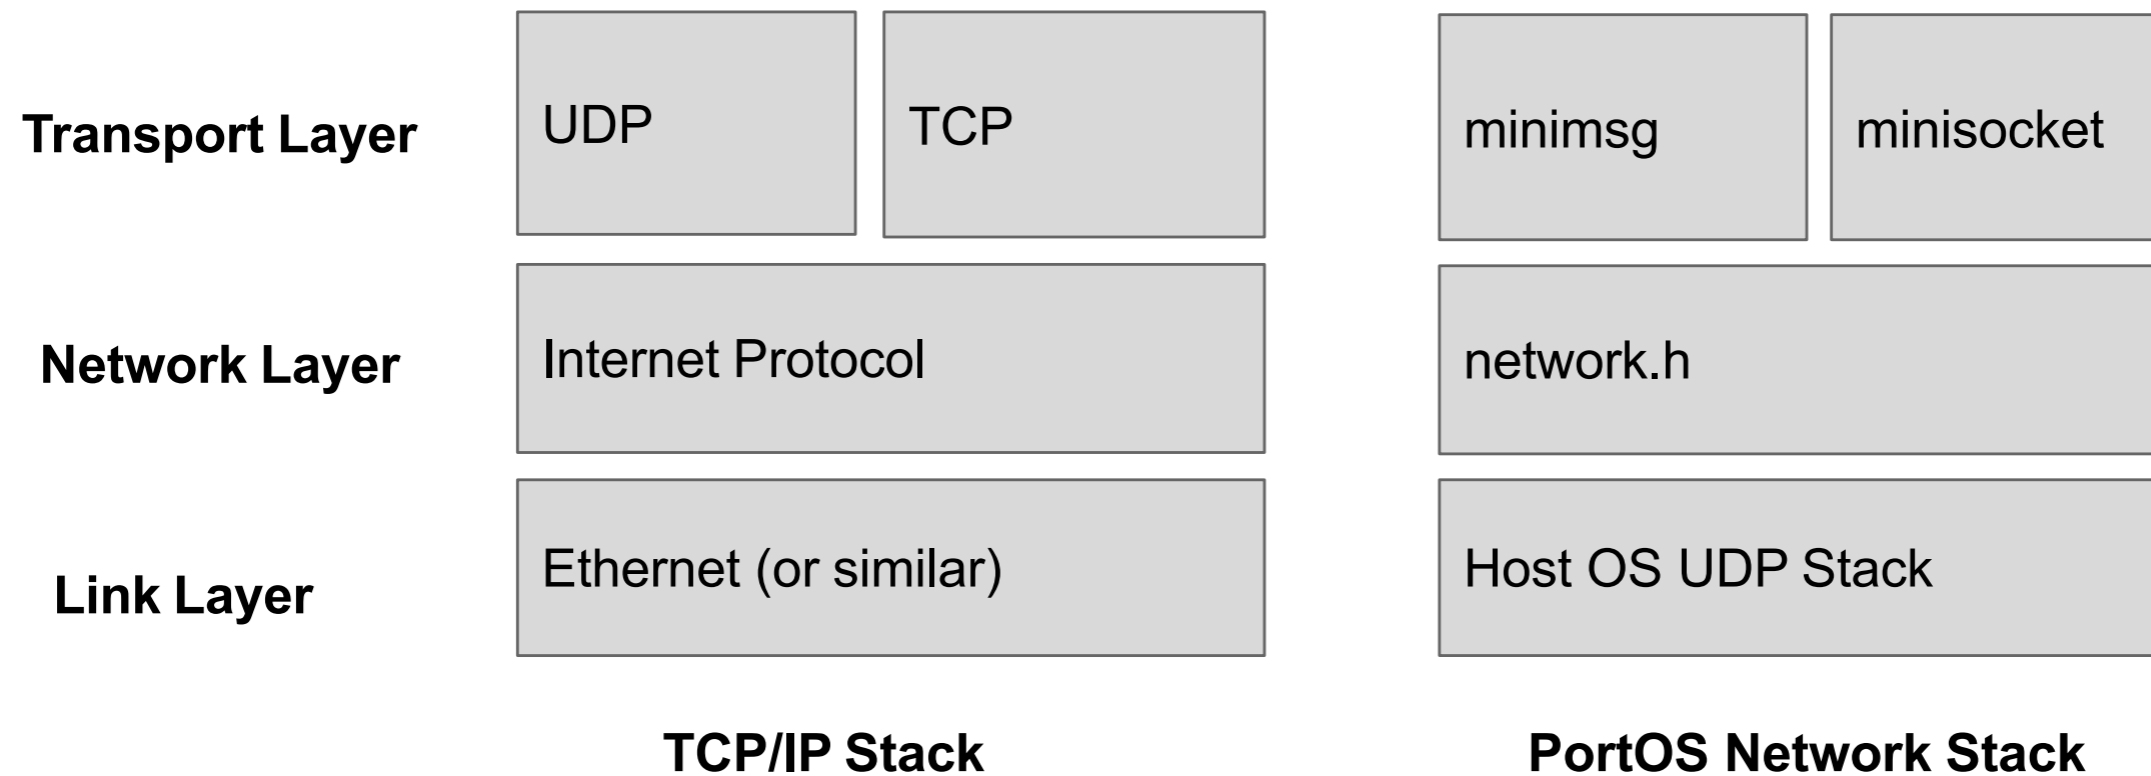 Transport Layer
UDP
TCP
minimsg
minisocket
Network Layer
Internet Protocol
network.h
Link Layer
Ethernet (or similar)
Host OS UDP Stack
TCP/IP Stack
PortOS Network Stack